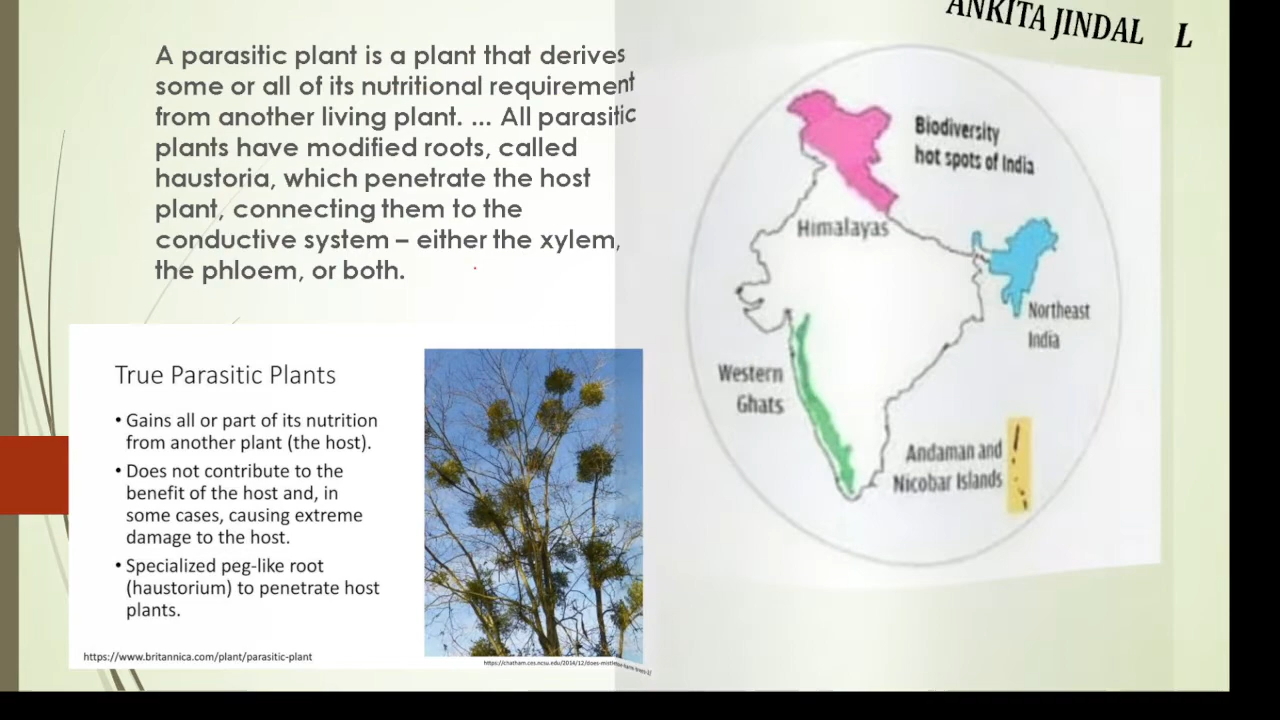 ANKITA JINDAL L
A parasitic plant is a plant that derives
some or all of its nutritional requirement
from another living plant. ... All parasitic
plants have modified roots, called
haustoria, which penetrate the host
plant, connecting them to the
conductive system – either the xylem,
the phloem, or both.
True Parasitic Plants
• Gains all or part of its nutrition
from another plant (the host).
• Does not contribute to the
benefit of the host and, in
some cases, causing extreme
damage to the host.
• Specialized peg-like root
(haustorium) to penetrate host
plants.
https://www.britannica.com/plant/parasitic-plant
Biodiversity
hot spots of India
Himalayas
Northeast
India
Western
Ghats
Andaman and
Nicobar Islands